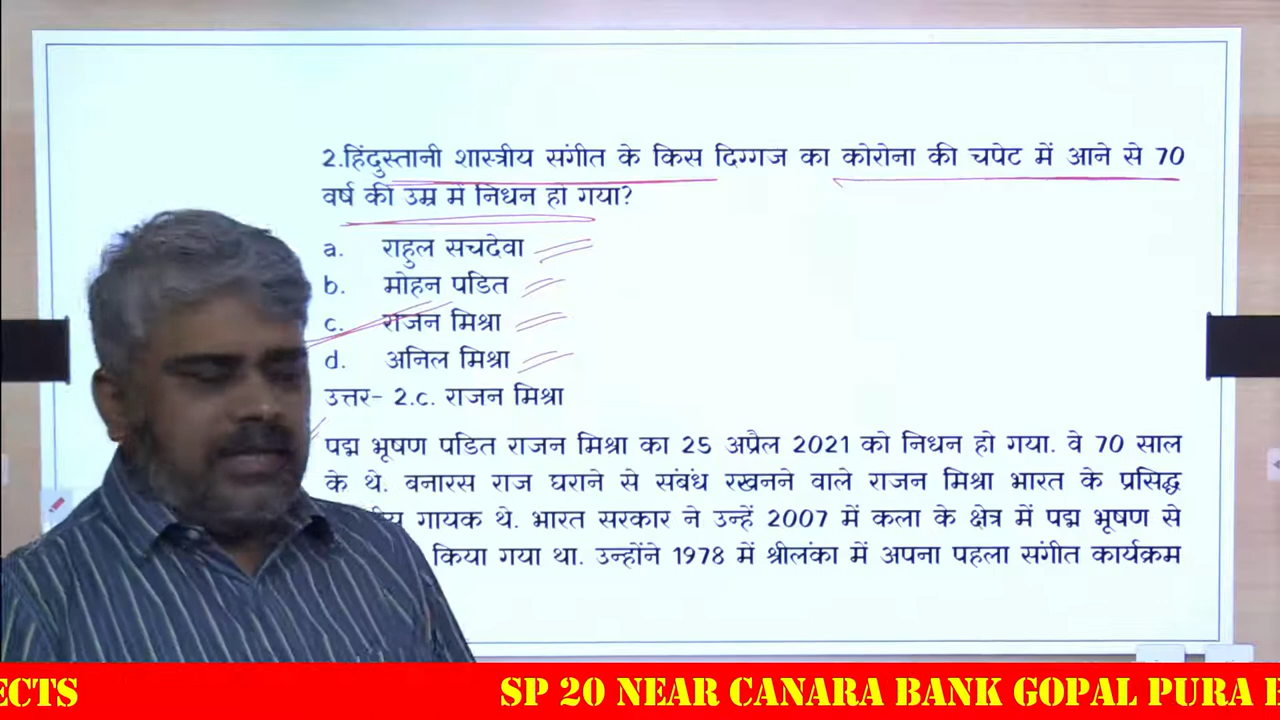 2.हिंदुस्तानी शास्त्रीय संगीत के किस दिग्गज का कोरोना की चपेट में आने से 70
वर्ष की उम्र में निधन हो गया?
a. राहुल सचदेवा
b. मोहन पंडित
c. राजन मिश्रा
d. अनिल मिश्रा
उत्तर- 2.c. राजन मिश्रा
पद्म भूषण पंडित राजन मिश्रा का 25 अप्रैल 2021 को निधन हो गया. वे 70 साल
के थे. बनारस राज घराने से संबंध रखनने वाले राजन मिश्रा भारत के प्रसिद्ध
गायक थे. भारत सरकार ने उन्हें 2007 में कला के क्षेत्र में पद्म भूषण से
किया गया था. उन्होंने 1978 में श्रीलंका में अपना पहला संगीत कार्यक्रम
ECTS SP 20 NEAR CANARA BANK GOPAL PURA